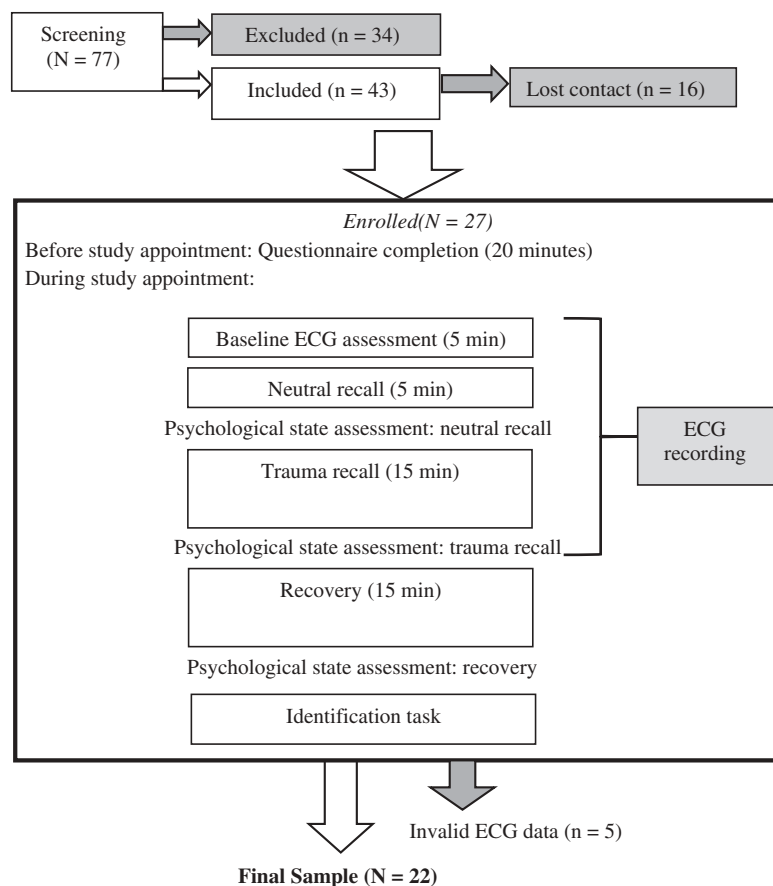 Screening
(N = 77)
Excluded (n = 34)
Included (n = 43)
Lost contact (n = 16)
Enrolled(N = 27)
Before study appointment: Questionnaire completion (20 minutes)
During study appointment:
Baseline ECG assessment (5 min)
Neutral recall (5 min)
Psychological state assessment: neutral recall
Trauma recall (15 min)
Psychological state assessment: trauma recall
ECG
recording
Recovery (15 min)
Psychological state assessment: recovery
Identification task
Invalid ECG data (n = 5)
Final Sample (N = 22)